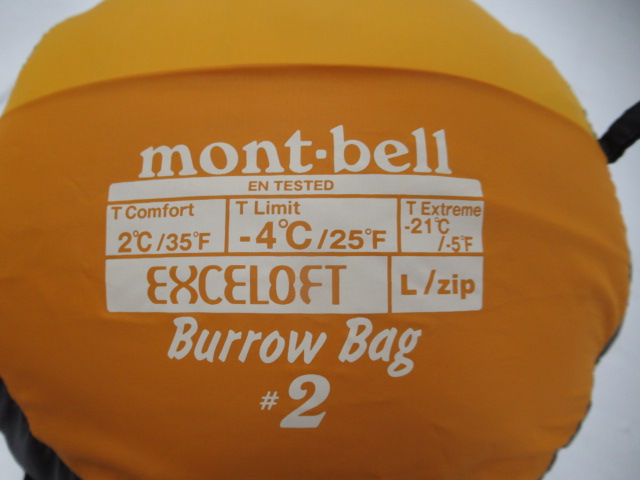 mont·bell
EN TESTED
T Comfort T Limit T Extreme
2℃/35°F -4℃/25°F -21℃/-5°F
EXCELOFT L/zip
Burrow Bag
#2